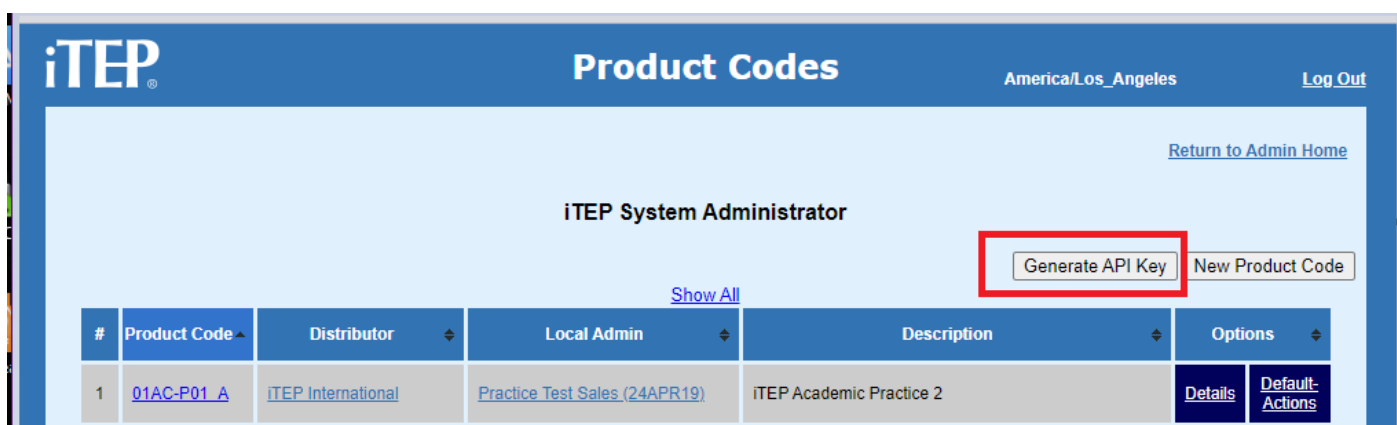 iTEP®
Product Codes
America/Los_Angeles
Log Out
Return to Admin Home
iTEP System Administrator
Generate API Key
New Product Code
Show All
# Product Code Distributor Local Admin Description Options
1 01AC-P01_A iTEP International Practice Test Sales (24APR19) iTEP Academic Practice 2 Details Default-
Actions